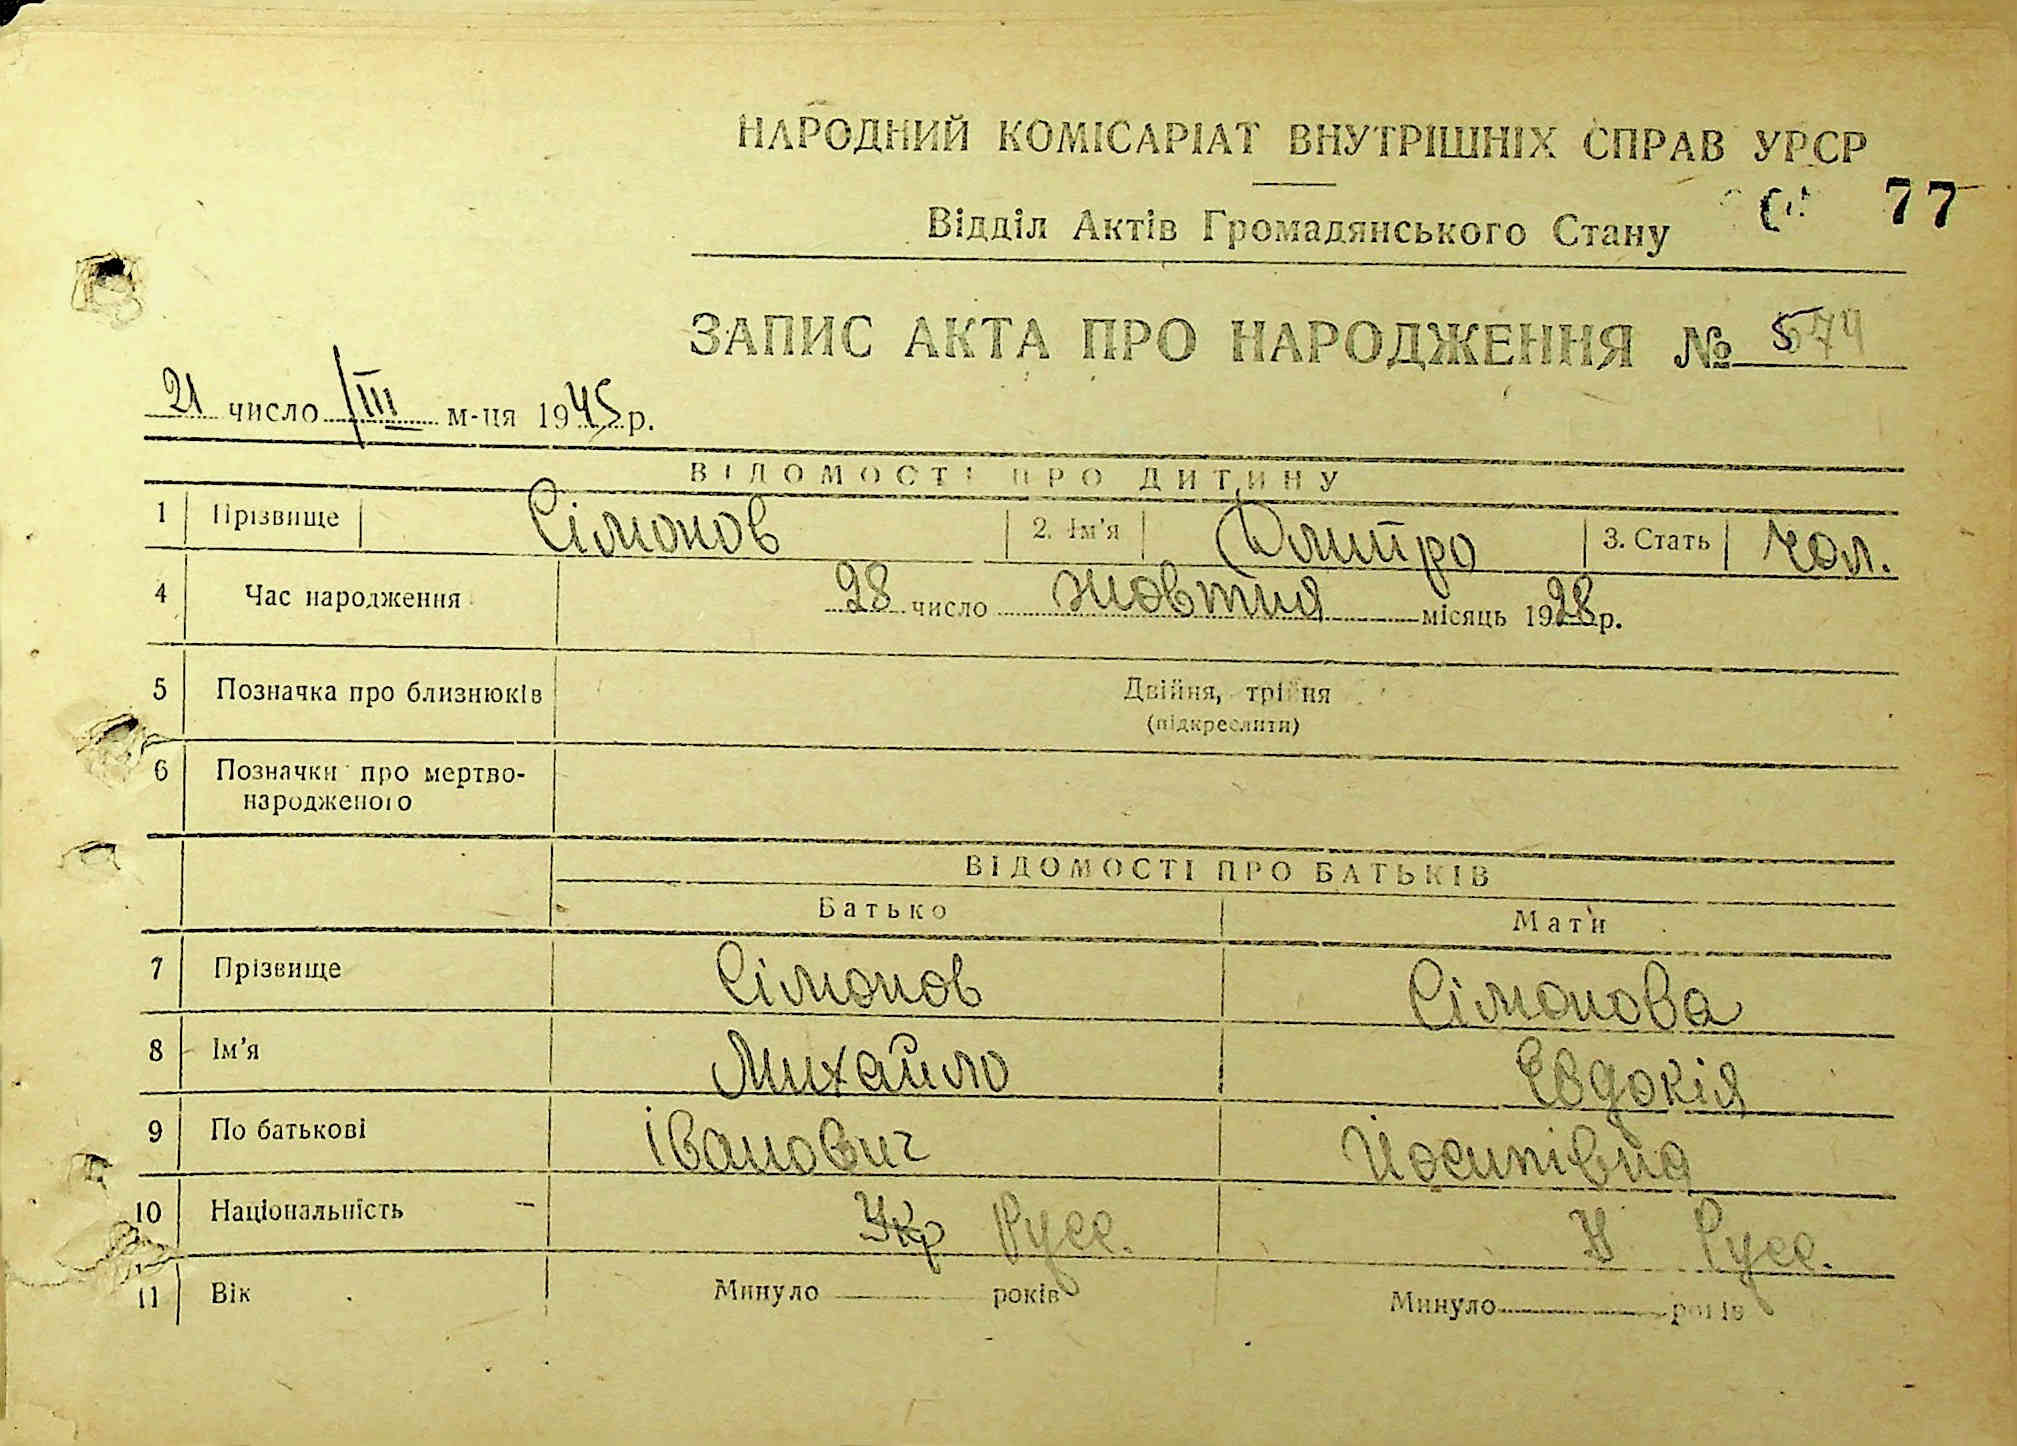 НАРОДНИЙ КОМІСАРІАТ ВНУТРІШНІХ СПРАВ УРСР
77
Відділ Актів Громадянського Стану
ЗАПИС АКТА ПРО НАРОДЖЕННЯ № 574
21 число III м-ця 1945 р.
ВІДОМОСТІ ПРО ДИТИНУ
1 Прізвище Сімонов 2. Ім'я Дмитро 3. Стать чол.
4 Час народження 28 число жовтня місяць 1928 р.
5 Позначка про близнюків Двійня, трійня
(підкреслити)
6 Позначки про мертво-
народженого
ВІДОМОСТІ ПРО БАТЬКІВ
Батько Мати
7 Прізвище Сімонов Сімонова
8 Ім'я Михайло Євдокія
9 По батькові Іванович Йосипівна
10 Національність Укр Русс. У Русс.
11 Вік Минуло років Минуло років